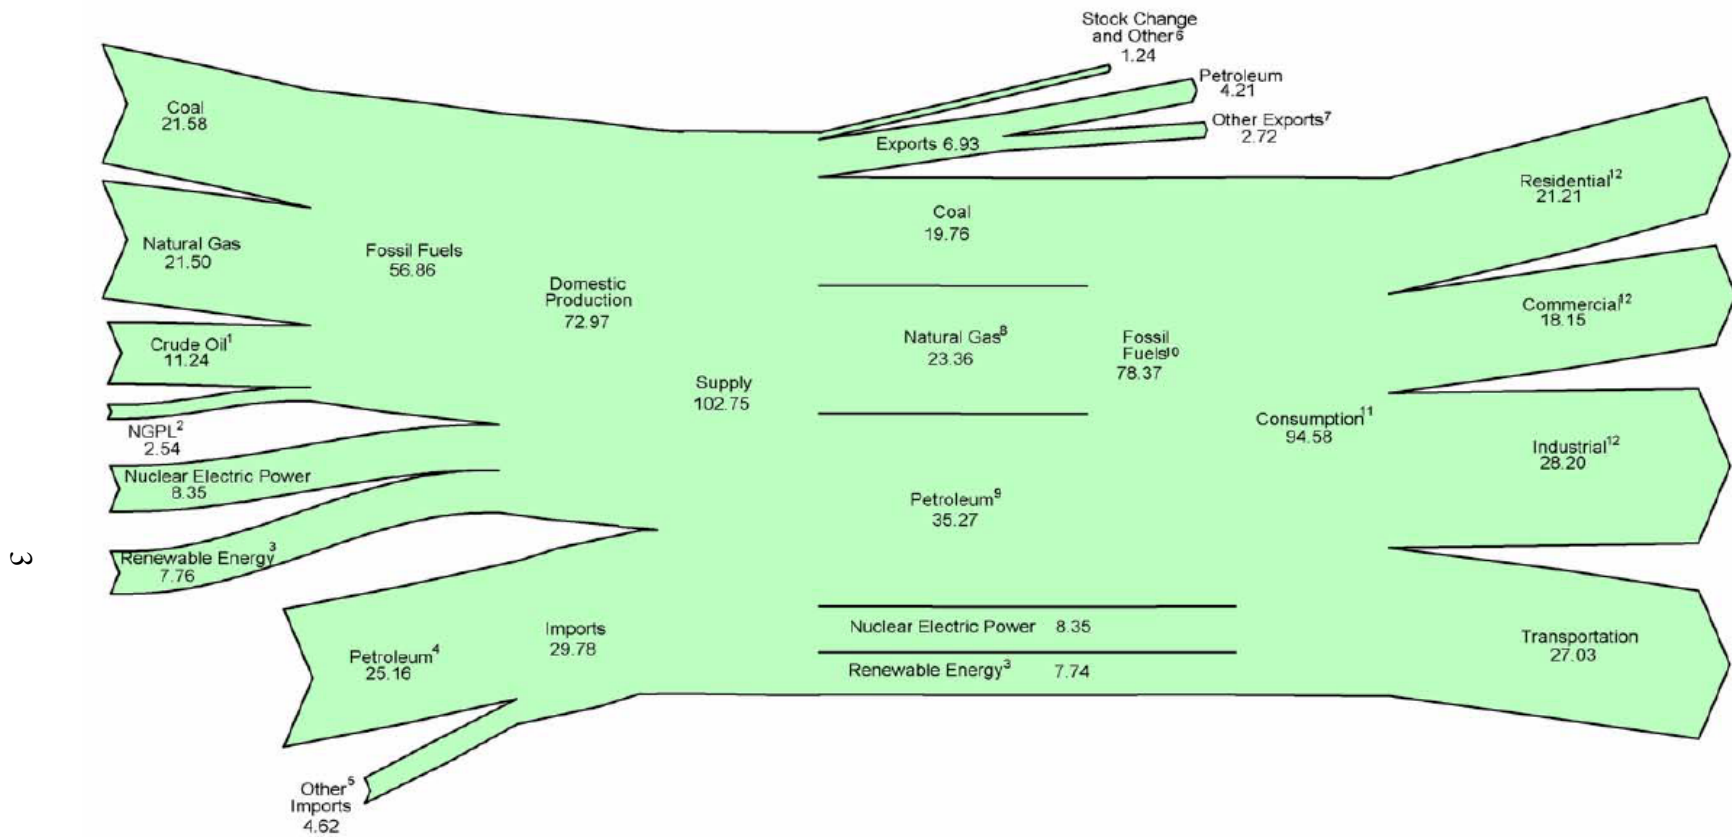 Stock Change
and Other6
1.24
Petroleum
4.21
Other Exports7
2.72
Exports 6.93
Coal
21.58
Natural Gas
21.50
Crude Oil1
11.24
NGPL2
2.54
Nuclear Electric Power
8.35
Renewable Energy3
7.76
Petroleum4
25.16
Other5
Imports
4.62
Fossil Fuels
56.86
Domestic
Production
72.97
Imports
29.78
Supply
102.75
Coal
19.76
Natural Gas8
23.36
Petroleum9
35.27
Nuclear Electric Power 8.35
Renewable Energy3 7.74
Fossil
Fuels10
78.37
Consumption11
94.58
Residential12
21.21
Commercial12
18.15
Industrial12
28.20
Transportation
27.03
3